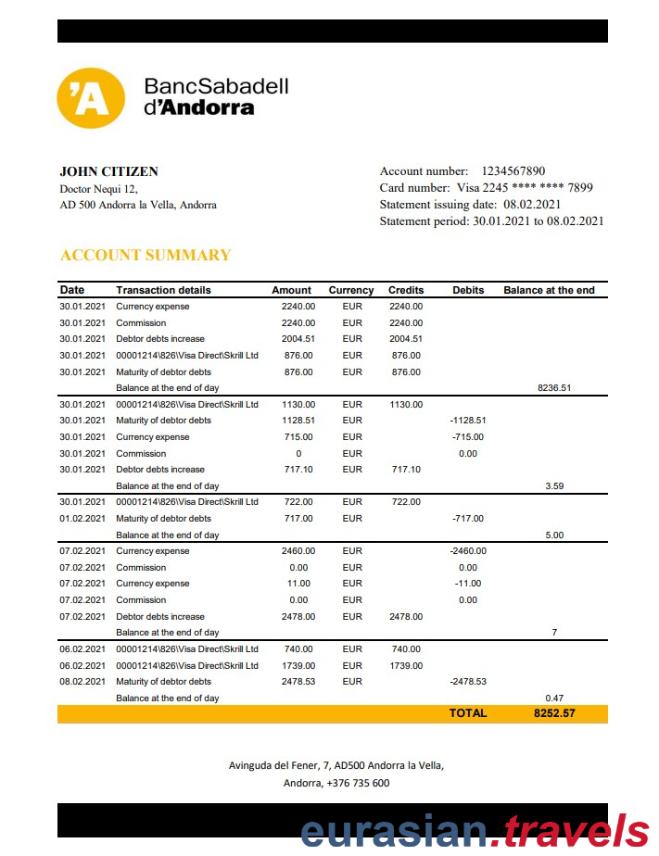 'A BancSabadell
d'Andorra
JOHN CITIZEN
Doctor Nequi 12,
AD 500 Andorra la Vella, Andorra
Account number: 1234567890
Card number: Visa 2245 **** **** 7899
Statement issuing date: 08.02.2021
Statement period: 30.01.2021 to 08.02.2021
ACCOUNT SUMMARY
Date Transaction details Amount Currency Credits Debits Balance at the end
30.01.2021 Currency expense 2240.00 EUR 2240.00
30.01.2021 Commission 2240.00 EUR 2240.00
30.01.2021 Debtor debts increase 2004.51 EUR 2004.51
30.01.2021 00001214\826\Visa Direct\Skrill Ltd 876.00 EUR 876.00
30.01.2021 Maturity of debtor debts 876.00 EUR 876.00
Balance at the end of day 8236.51
30.01.2021 00001214\826\Visa Direct\Skrill Ltd 1130.00 EUR 1130.00
30.01.2021 Maturity of debtor debts 1128.51 EUR -1128.51
30.01.2021 Currency expense 715.00 EUR -715.00
30.01.2021 Commission 0 EUR 0.00
30.01.2021 Debtor debts increase 717.10 EUR 717.10
Balance at the end of day 3.59
30.01.2021 00001214\826\Visa Direct\Skrill Ltd 722.00 EUR 722.00
01.02.2021 Maturity of debtor debts 717.00 EUR -717.00
Balance at the end of day 5.00
07.02.2021 Currency expense 2460.00 EUR -2460.00
07.02.2021 Commission 0.00 EUR 0.00
07.02.2021 Currency expense 11.00 EUR -11.00
07.02.2021 Commission 0.00 EUR 0.00
07.02.2021 Debtor debts increase 2478.00 EUR 2478.00
Balance at the end of day 7
06.02.2021 00001214\826\Visa Direct\Skrill Ltd 740.00 EUR 740.00
06.02.2021 00001214\826\Visa Direct\Skrill Ltd 1739.00 EUR 1739.00
08.02.2021 Maturity of debtor debts 2478.53 EUR -2478.53
Balance at the end of day 0.47
TOTAL 8252.57
Avinguda del Fener, 7, AD500 Andorra la Vella,
Andorra, +376 735 600
eurasian.travels